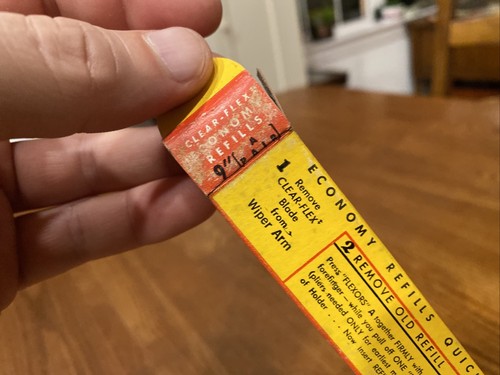 CLEAR-FLEX
ECONOMY
REFILLS
9"
ECONOMY REFILLS QUIC
1 Remove
CLEAR-FLEX
Blade
from
Wiper Arm
2 REMOVE OLD REFILL
Press "FLEXORS" A together FIRMLY with
forefinger — while you pull off ONE
(pliers needed ONLY for earliest
of Holder . . . Now insert REF